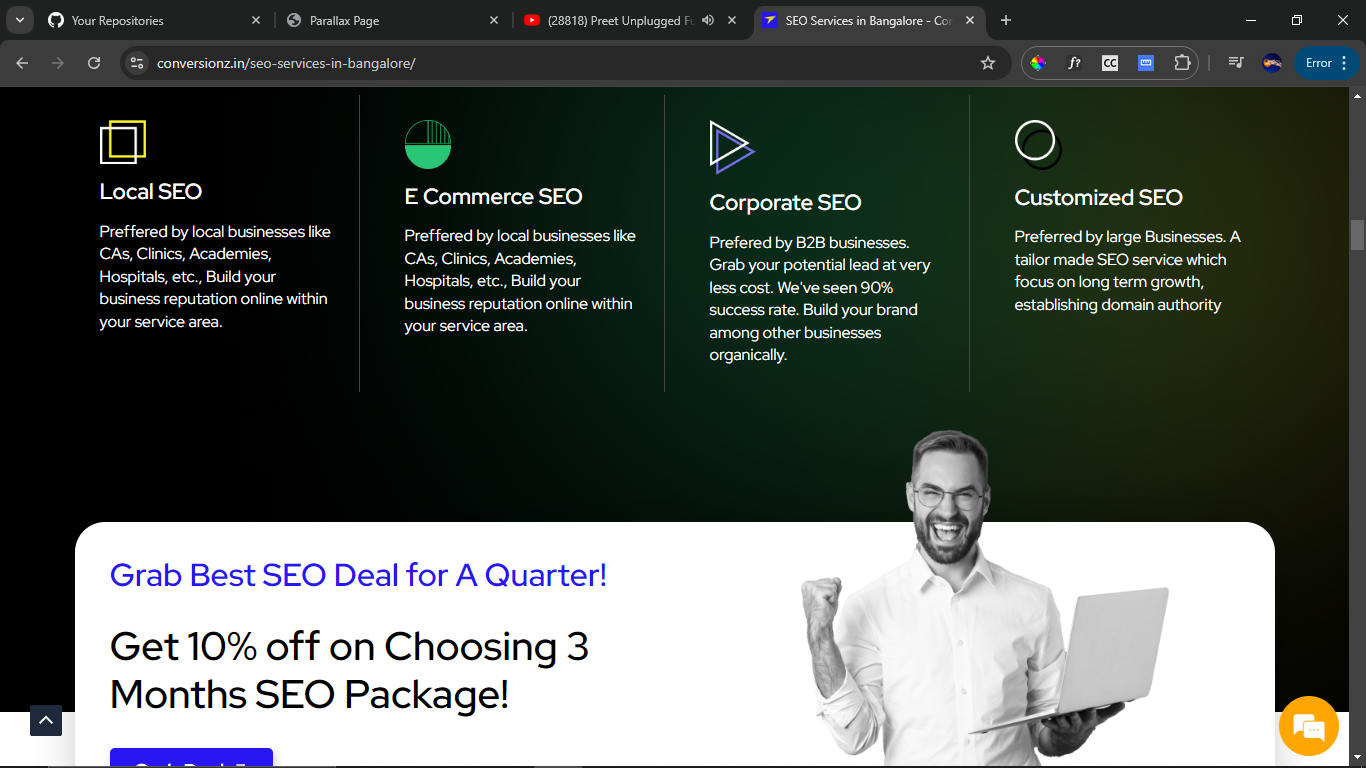 Your Repositories
Parallax Page
(28818) Preet Unplugged Fu
SEO Services in Bangalore - Con
conversionz.in/seo-services-in-bangalore/
f?
CC
Error
Local SEO
Preffered by local businesses like
CAs, Clinics, Academies,
Hospitals, etc., Build your
business reputation online within
your service area.
E Commerce SEO
Preffered by local businesses like
CAs, Clinics, Academies,
Hospitals, etc., Build your
business reputation online within
your service area.
Corporate SEO
Prefered by B2B businesses.
Grab your potential lead at very
less cost. We've seen 90%
success rate. Build your brand
among other businesses
organically.
Customized SEO
Preferred by large Businesses. A
tailor made SEO service which
focus on long term growth,
establishing domain authority
Grab Best SEO Deal for A Quarter!
Get 10% off on Choosing 3
Months SEO Package!